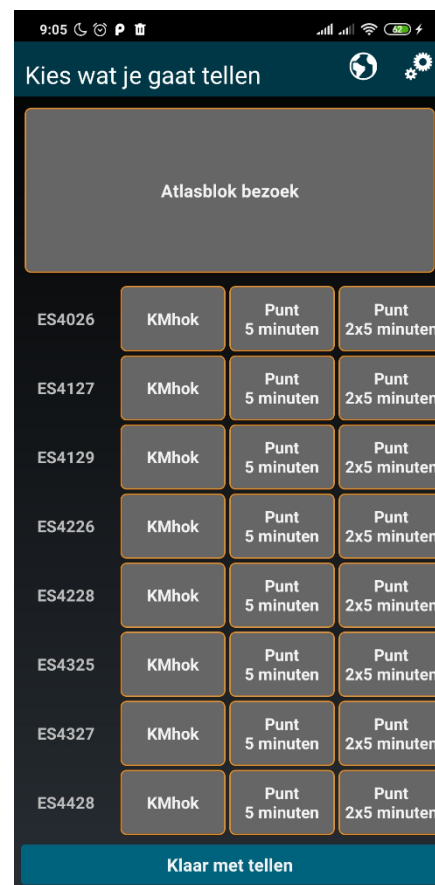 9:05 62
Kies wat je gaat tellen
Atlasblok bezoek
ES4026 KMhok Punt 5 minuten Punt 2x5 minuten
ES4127 KMhok Punt 5 minuten Punt 2x5 minuten
ES4129 KMhok Punt 5 minuten Punt 2x5 minuten
ES4226 KMhok Punt 5 minuten Punt 2x5 minuten
ES4228 KMhok Punt 5 minuten Punt 2x5 minuten
ES4325 KMhok Punt 5 minuten Punt 2x5 minuten
ES4327 KMhok Punt 5 minuten Punt 2x5 minuten
ES4428 KMhok Punt 5 minuten Punt 2x5 minuten
Klaar met tellen